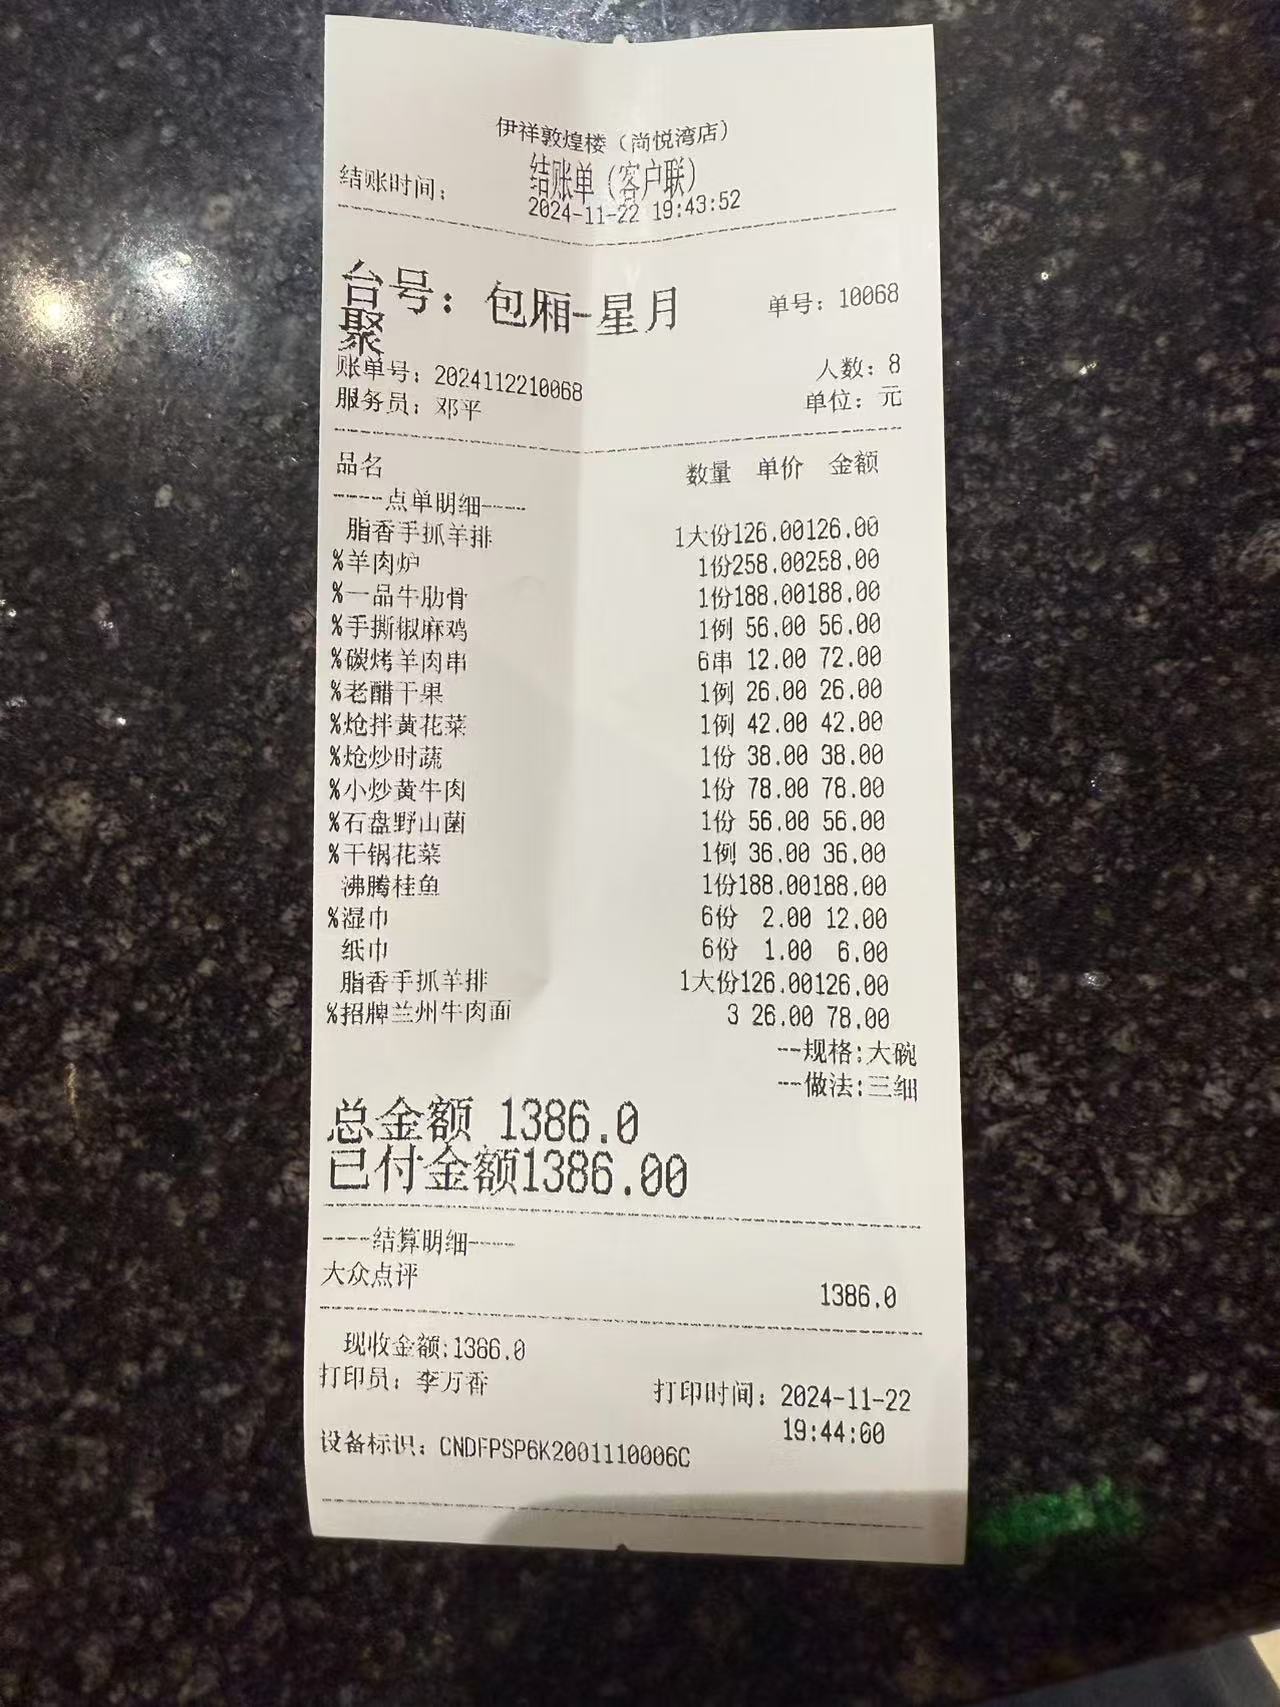 伊祥敦煌楼（尚悦湾店）
结账单（客户联）
结账时间： 2024-11-22 19:43:52
台号：包厢-星月 单号：10068
聚
账单号：2024112210068 人数：8
服务员：邓平 单位：元
品名 数量 单价 金额
----点单明细----
脂香手抓羊排 1大份126.00126.00
%羊肉炉 1份258.00258.00
%一品牛肋骨 1份188.00188.00
%手撕椒麻鸡 1例 56.00 56.00
%碳烤羊肉串 6串 12.00 72.00
%老醋干果 1例 26.00 26.00
%炝拌黄花菜 1例 42.00 42.00
%炝炒时蔬 1份 38.00 38.00
%小炒黄牛肉 1份 78.00 78.00
%石盘野山菌 1份 56.00 56.00
%干锅花菜 1例 36.00 36.00
沸腾桂鱼 1份188.00188.00
%湿巾 6份 2.00 12.00
纸巾 6份 1.00 6.00
脂香手抓羊排 1大份126.00126.00
%招牌兰州牛肉面 3 26.00 78.00
--规格:大碗
--做法:三细
总金额 1386.0
已付金额1386.00
----结算明细----
大众点评 1386.0
现收金额:1386.0
打印员：李万香 打印时间：2024-11-22
19:44:00
设备标识：CNDFPSP6K2001110006C